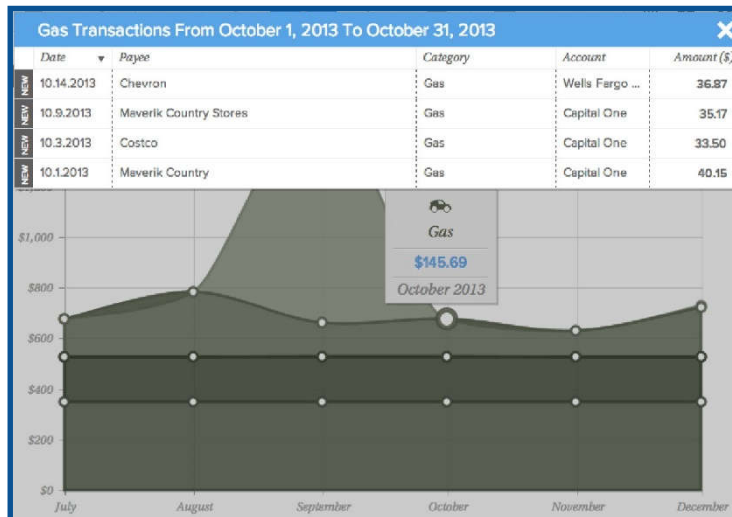 Gas Transactions From October 1, 2013 To October 31, 2013
Date Payee Category Account Amount ($)
NEW 10.14.2013 Chevron Gas Wells Fargo ... 36.87
NEW 10.9.2013 Maverik Country Stores Gas Capital One 35.17
NEW 10.3.2013 Costco Gas Capital One 33.50
NEW 10.1.2013 Maverik Country Gas Capital One 40.15
$1,000
Gas
$145.69
October 2013
$800
$600
$400
$200
$0
July August September October November December